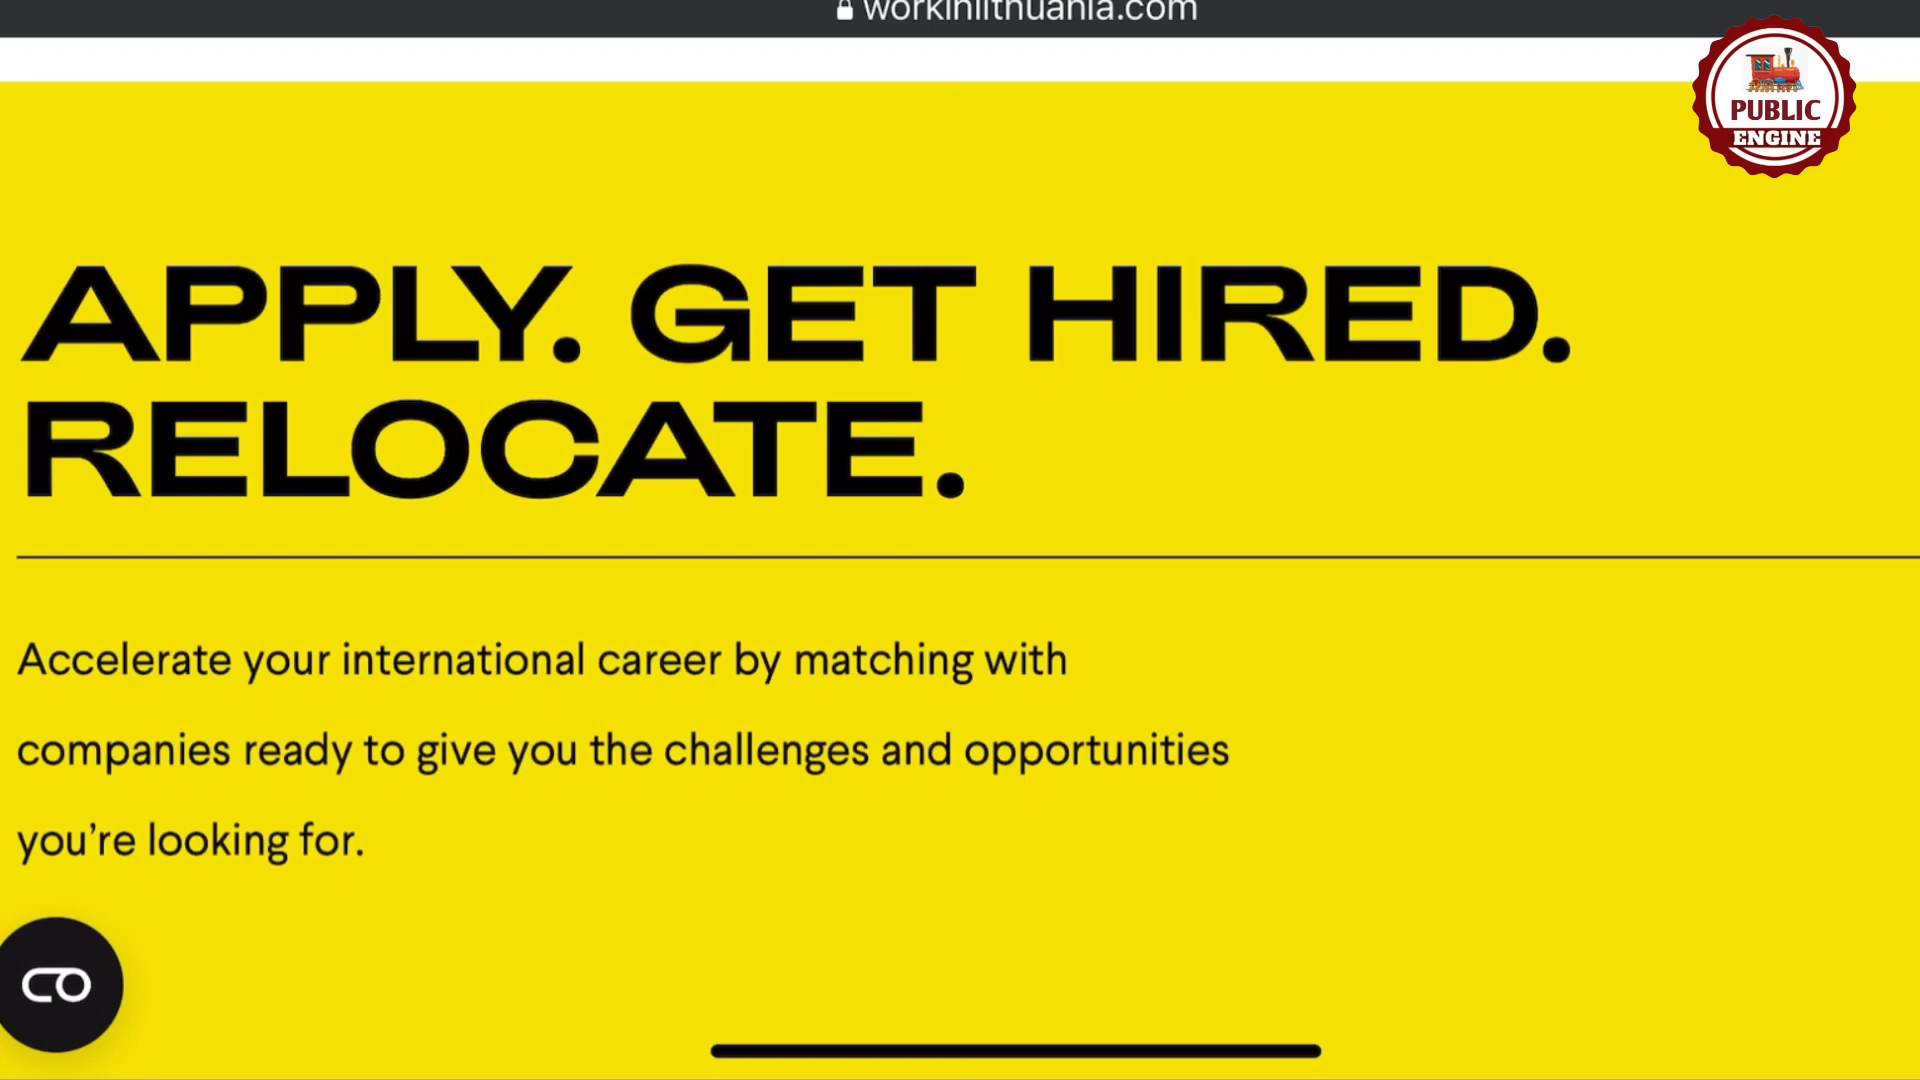 workinlithuania.com
PUBLIC
ENGINE
APPLY. GET HIRED.
RELOCATE.
Accelerate your international career by matching with
companies ready to give you the challenges and opportunities
you’re looking for.